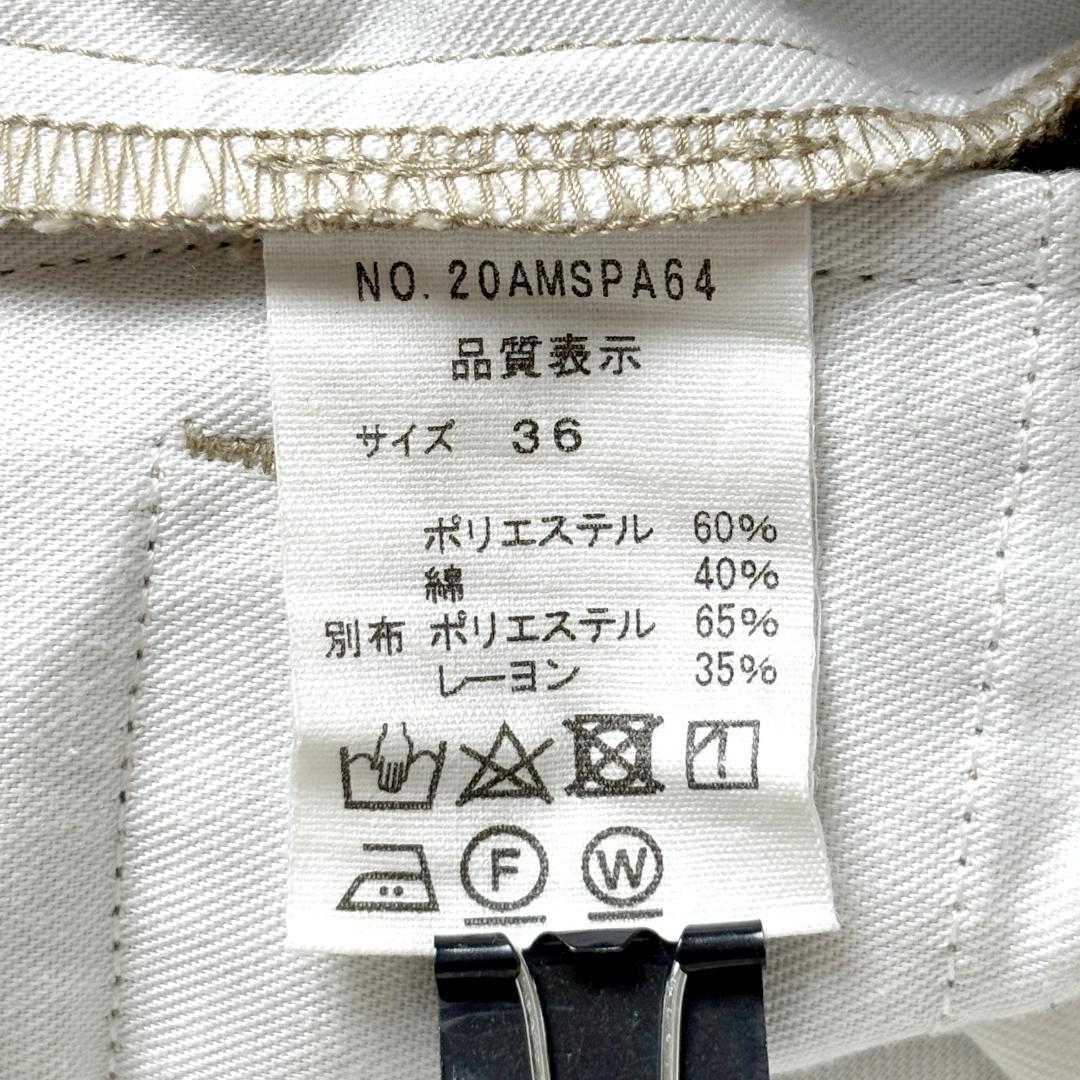 NO. 20AMSPA64
品質表示
サイズ 36
ポリエステル 60%
綿 40%
別布 ポリエステル 65%
レーヨン 35%
F W